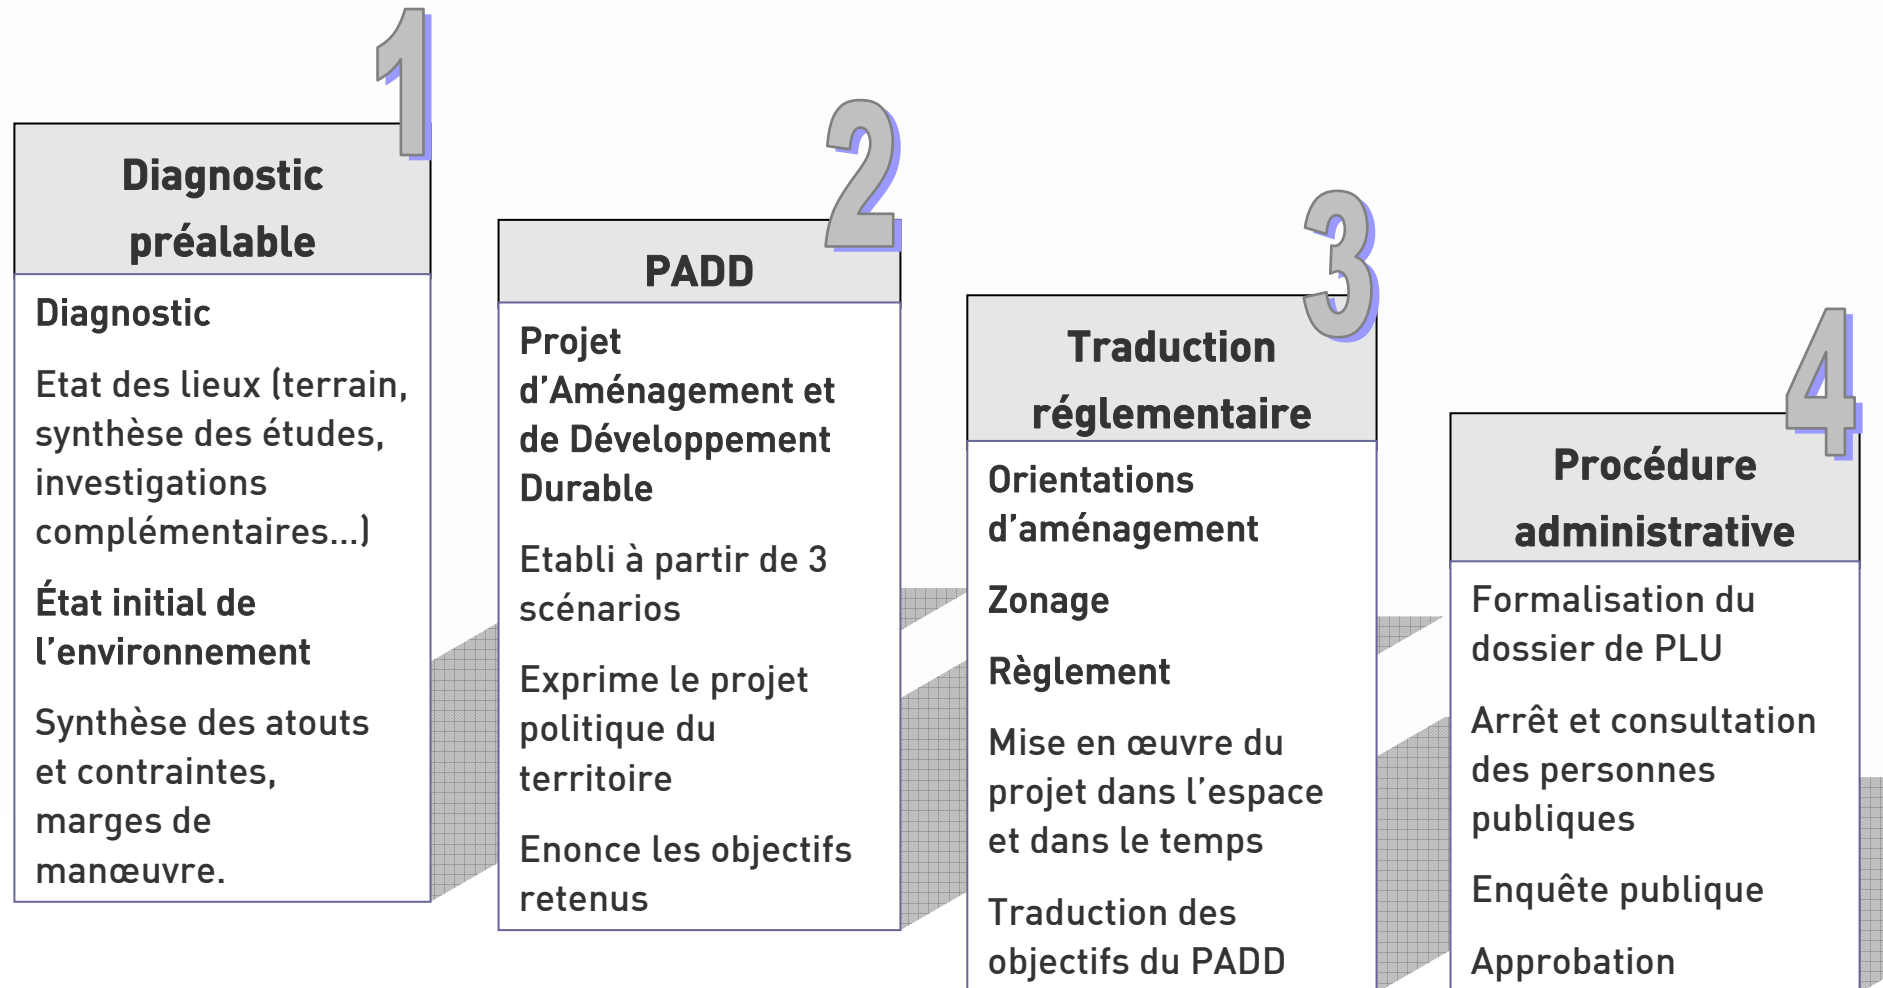 1
Diagnostic
préalable
Diagnostic
Etat des lieux (terrain,
synthèse des études,
investigations
complémentaires...)
État initial de
l'environnement
Synthèse des atouts
et contraintes,
marges de
manœuvre.
2
PADD
Projet
d'Aménagement et
de Développement
Durable
Etabli à partir de 3
scénarios
Exprime le projet
politique du
territoire
Enonce les objectifs
retenus
3
Traduction
réglementaire
Orientations
d'aménagement
Zonage
Règlement
Mise en œuvre du
projet dans l'espace
et dans le temps
Traduction des
objectifs du PADD
4
Procédure
administrative
Formalisation du
dossier de PLU
Arrêt et consultation
des personnes
publiques
Enquête publique
Approbation